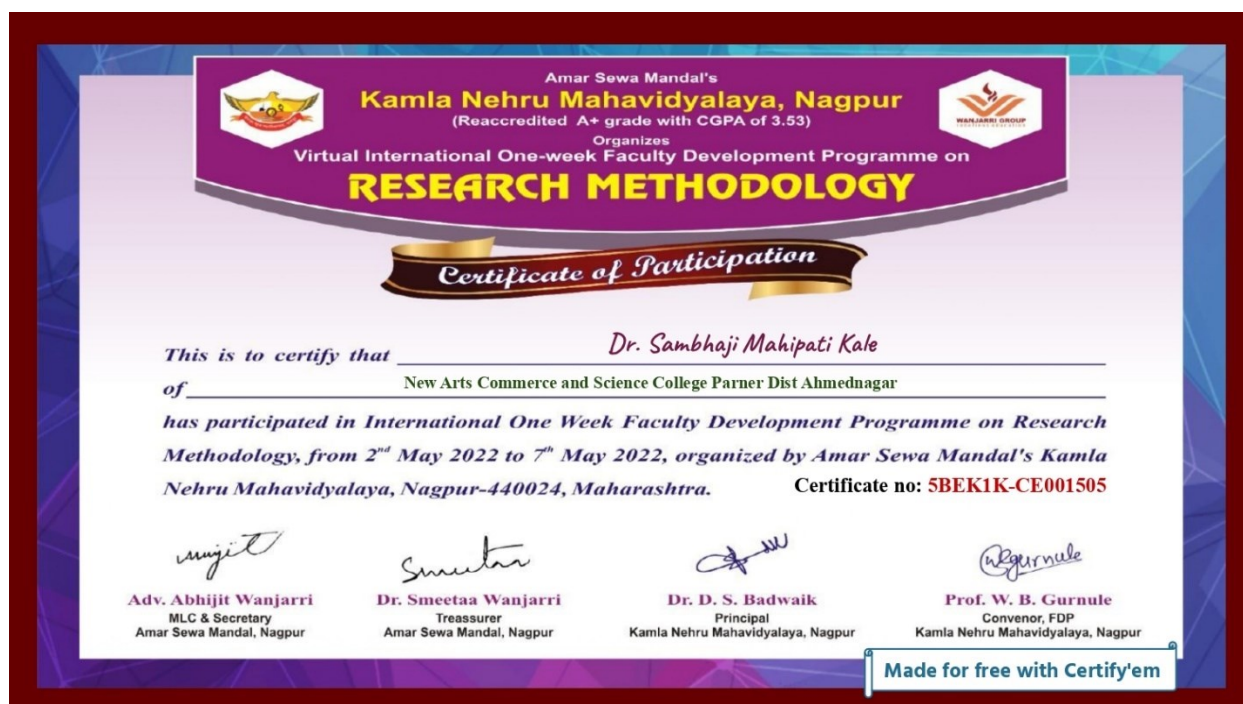 Amar Sewa Mandal's
Kamla Nehru Mahavidyalaya, Nagpur
(Reaccredited A+ grade with CGPA of 3.53)
Organizes
Virtual International One-week Faculty Development Programme on
RESEARCH METHODOLOGY
WANJARRI GROUP
Certificate of Participation
This is to certify that Dr. Sambhaji Mahipati Kale
of New Arts Commerce and Science College Parner Dist Ahmednagar
has participated in International One Week Faculty Development Programme on Research
Methodology, from 2nd May 2022 to 7th May 2022, organized by Amar Sewa Mandal's Kamla
Nehru Mahavidyalaya, Nagpur-440024, Maharashtra. Certificate no: 5BEK1K-CE001505
Adv. Abhijit Wanjarri
MLC & Secretary
Amar Sewa Mandal, Nagpur
Dr. Smeetaa Wanjarri
Treassurer
Amar Sewa Mandal, Nagpur
Dr. D. S. Badwaik
Principal
Kamla Nehru Mahavidyalaya, Nagpur
Prof. W. B. Gurnule
Convenor, FDP
Kamla Nehru Mahavidyalaya, Nagpur
Made for free with Certify'em